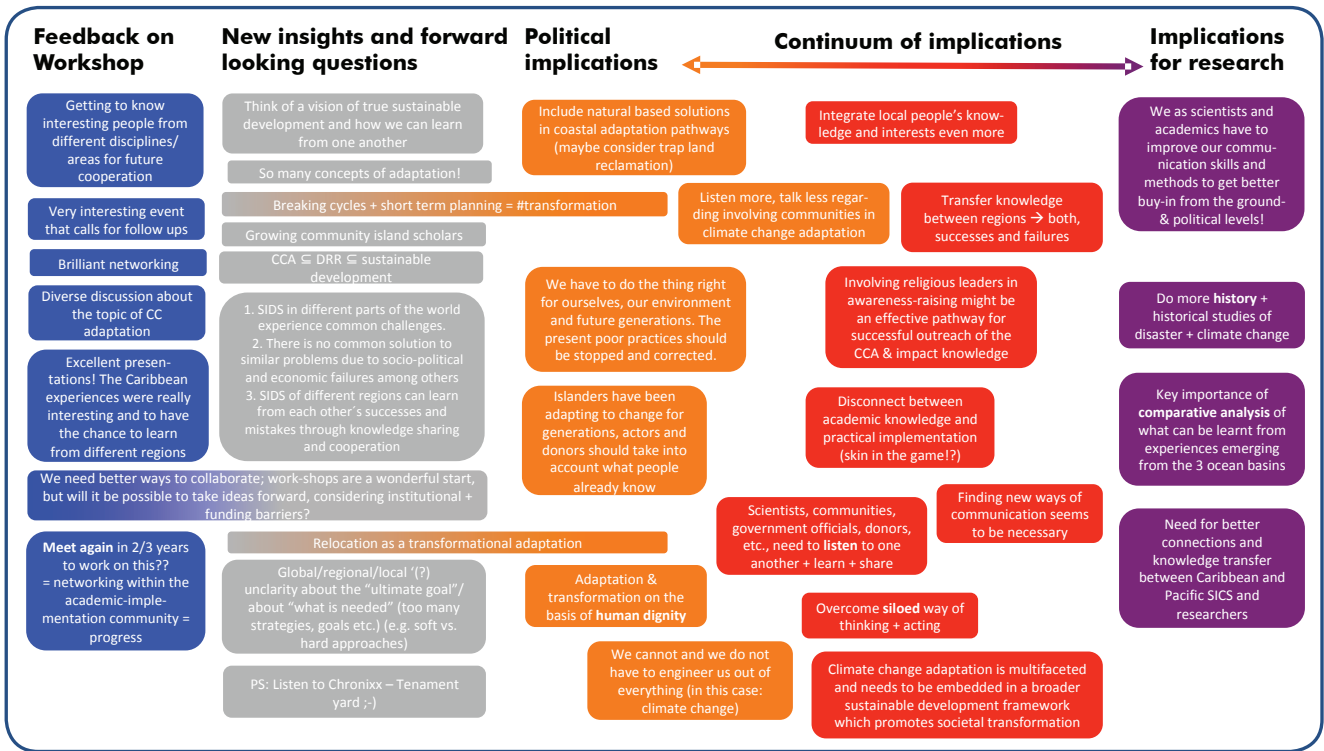 Feedback on
Workshop
New insights and forward
looking questions
Political
implications
Continuum of implications
Implications
for research
Getting to know
interesting people from
different disciplines/
areas for future
cooperation
Very interesting event
that calls for follow ups
Brilliant networking
Diverse discussion about
the topic of CC
adaptation
Excellent presen-
tations! The Caribbean
experiences were really
interesting and to have
the chance to learn
from different regions
We need better ways to collaborate; work-shops are a wonderful start,
but will it be possible to take ideas forward, considering institutional +
funding barriers?
Meet again in 2/3 years
to work on this??
= networking within the
academic-imple-
mentation community =
progress
Think of a vision of true sustainable
development and how we can learn
from one another
So many concepts of adaptation!
Breaking cycles + short term planning = #transformation
Growing community island scholars
CCA ⊆ DRR ⊆ sustainable
development
1. SIDS in different parts of the world
experience common challenges.
2. There is no common solution to
similar problems due to socio-political
and economic failures among others
3. SIDS of different regions can learn
from each other´s successes and
mistakes through knowledge sharing
and cooperation
Relocation as a transformational adaptation
Global/regional/local ‘(?)
unclarity about the “ultimate goal”/
about “what is needed” (too many
strategies, goals etc.) (e.g. soft vs.
hard approaches)
PS: Listen to Chronixx – Tenament
yard ;-)
Include natural based solutions
in coastal adaptation pathways
(maybe consider trap land
reclamation)
Listen more, talk less regar-
ding involving communities in
climate change adaptation
We have to do the thing right
for ourselves, our environment
and future generations. The
present poor practices should
be stopped and corrected.
Islanders have been
adapting to change for
generations, actors and
donors should take into
account what people
already know
Adaptation &
transformation on the
basis of human dignity
We cannot and we do not
have to engineer us out of
everything (in this case:
climate change)
Integrate local people’s know-
ledge and interests even more
Transfer knowledge
between regions → both,
successes and failures
Involving religious leaders in
awareness-raising might be
an effective pathway for
successful outreach of the
CCA & impact knowledge
Disconnect between
academic knowledge and
practical implementation
(skin in the game!?)
Finding new ways of
communication seems
to be necessary
Scientists, communities,
government officials, donors,
etc., need to listen to one
another + learn + share
Overcome siloed way of
thinking + acting
Climate change adaptation is multifaceted
and needs to be embedded in a broader
sustainable development framework
which promotes societal transformation
We as scientists and
academics have to
improve our commu-
nication skills and
methods to get better
buy-in from the ground-
& political levels!
Do more history +
historical studies of
disaster + climate change
Key importance of
comparative analysis of
what can be learnt from
experiences emerging
from the 3 ocean basins
Need for better
connections and
knowledge transfer
between Caribbean and
Pacific SICS and
researchers